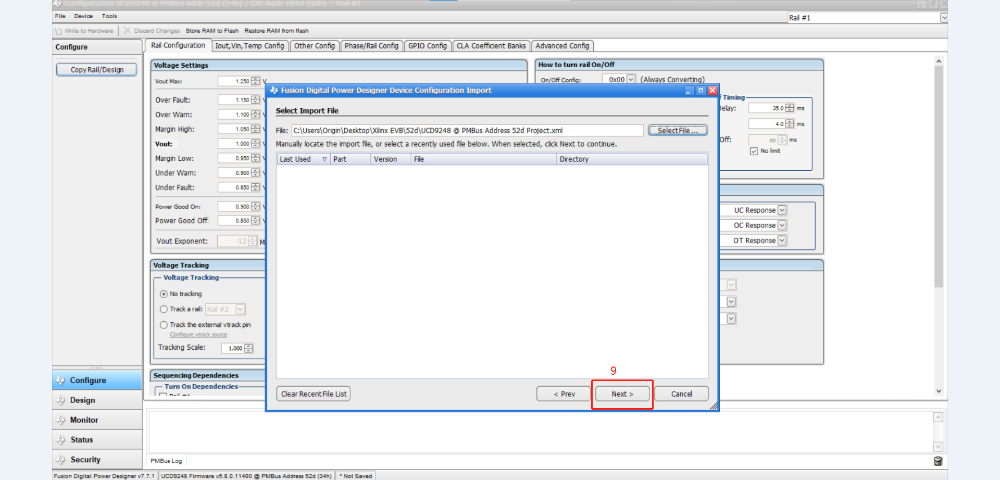 Configuration UCD9248 @ PMBus Addr 52d (34h) / I2C Addr 104d (68h) - Rail #1
File Device Tools
Rail #1
Write to Hardware Discard Changes Store RAM to Flash Restore RAM from flash
Configure
Rail Configuration Iout,Vin,Temp Config Other Config Phase/Rail Config GPIO Config CLA Coefficient Banks Advanced Config
Copy Rail/Design
Voltage Settings
Vout Max: 1.250 V
Over Fault: 1.150
Over Warn: 1.100
Margin High: 1.050
Vout: 1.000
Margin Low: 0.950
Under Warn: 0.900
Under Fault: 0.850
Power Good On: 0.900
Power Good Off: 0.850
Vout Exponent: -12 M
How to turn rail On/Off
On/Off Config: 0x00 (Always Converting)
Timing
Delay: 35.0 ms
4.0 ms
Off: ∞ ms
No limit
UC Response
OC Response
OT Response
Fusion Digital Power Designer Device Configuration Import
Select Import File
File: C:\Users\Origin\Desktop\Xilinx EVB\52d\UCD9248 @ PMBus Address 52d Project.xml Select File ...
Manually locate the import file, or select a recently used file below. When selected, click Next to continue.
Last Used Part Version File Directory
9
Clear Recent File List < Prev Next > Cancel
Voltage Tracking
Voltage Tracking
No tracking
Track a rail: Rail #2
Track the external vtrack pin
Configure vtrack source
Tracking Scale: 1.000
Sequencing Dependencies
Turn On Dependencies
Rail #1
Configure
Design
Monitor
Status
Security
PMBus Log
Fusion Digital Power Designer v7.7.1 UCD9248 Firmware v5.8.0.11400 @ PMBus Address 52d (34h) * Not Saved